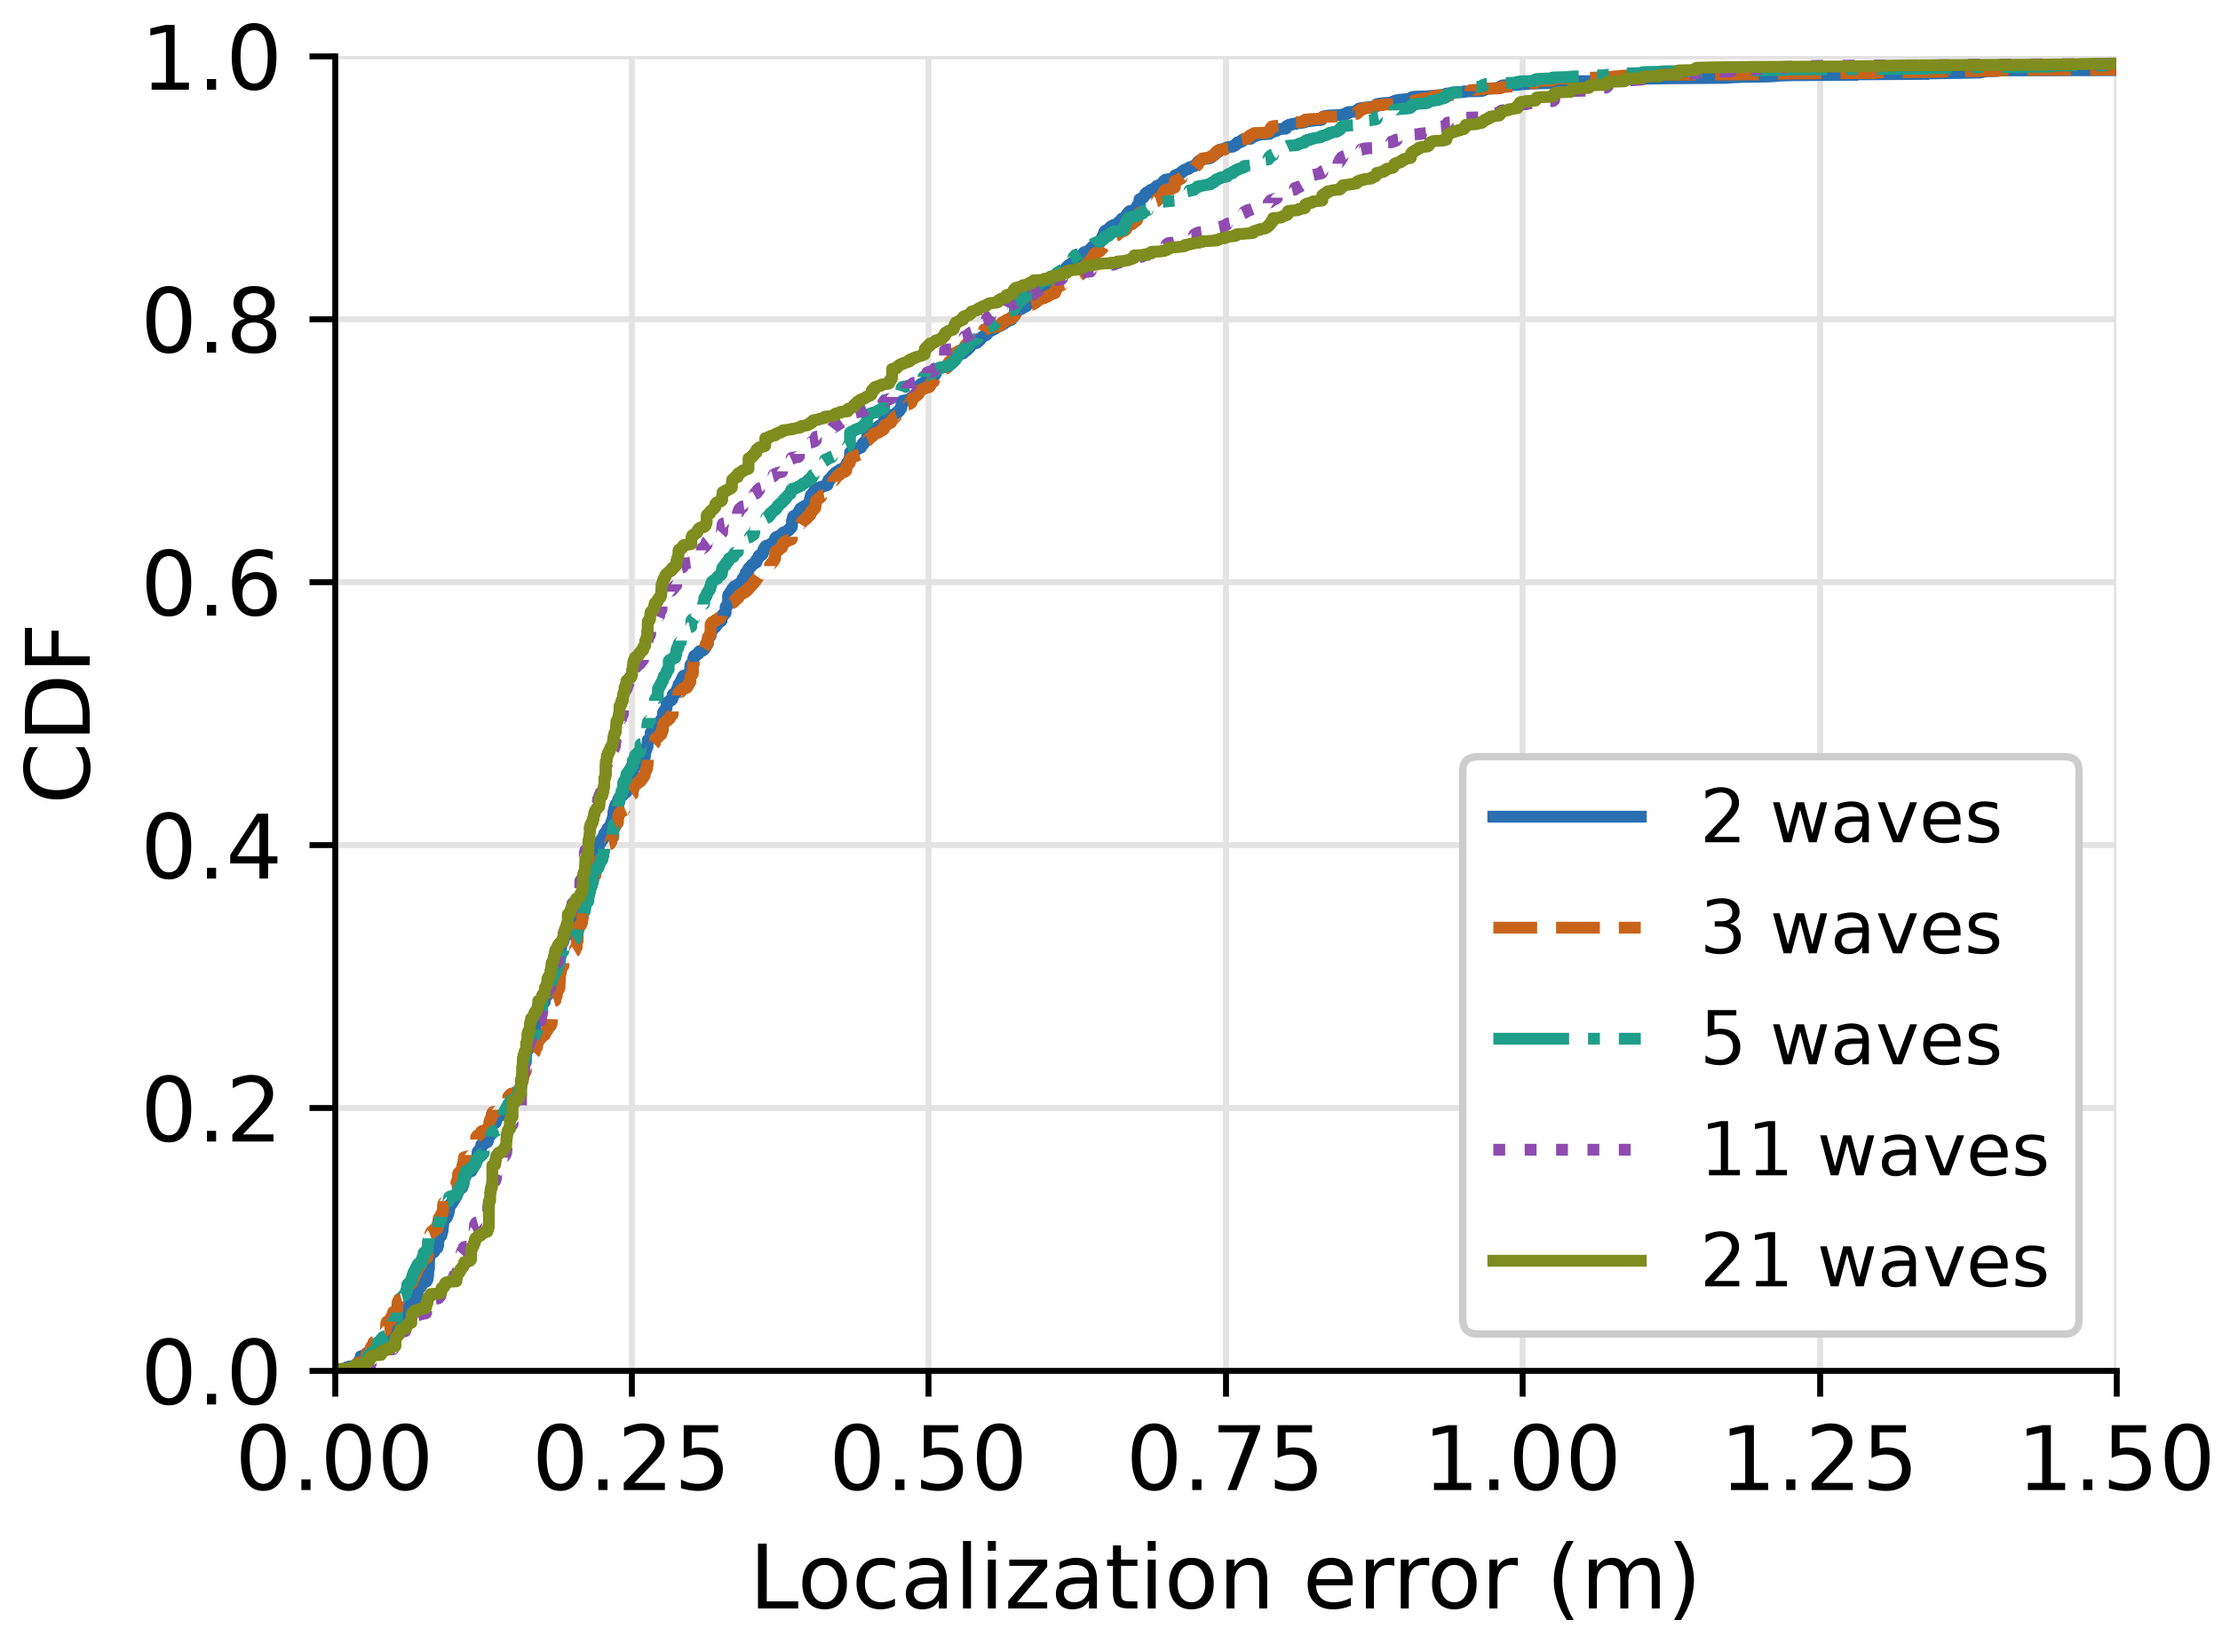 1.0
0.8
0.6
0.4
0.2
0.0
CDF
2 waves
3 waves
5 waves
11 waves
21 waves
0.00 0.25 0.50 0.75 1.00 1.25 1.50
Localization error (m)